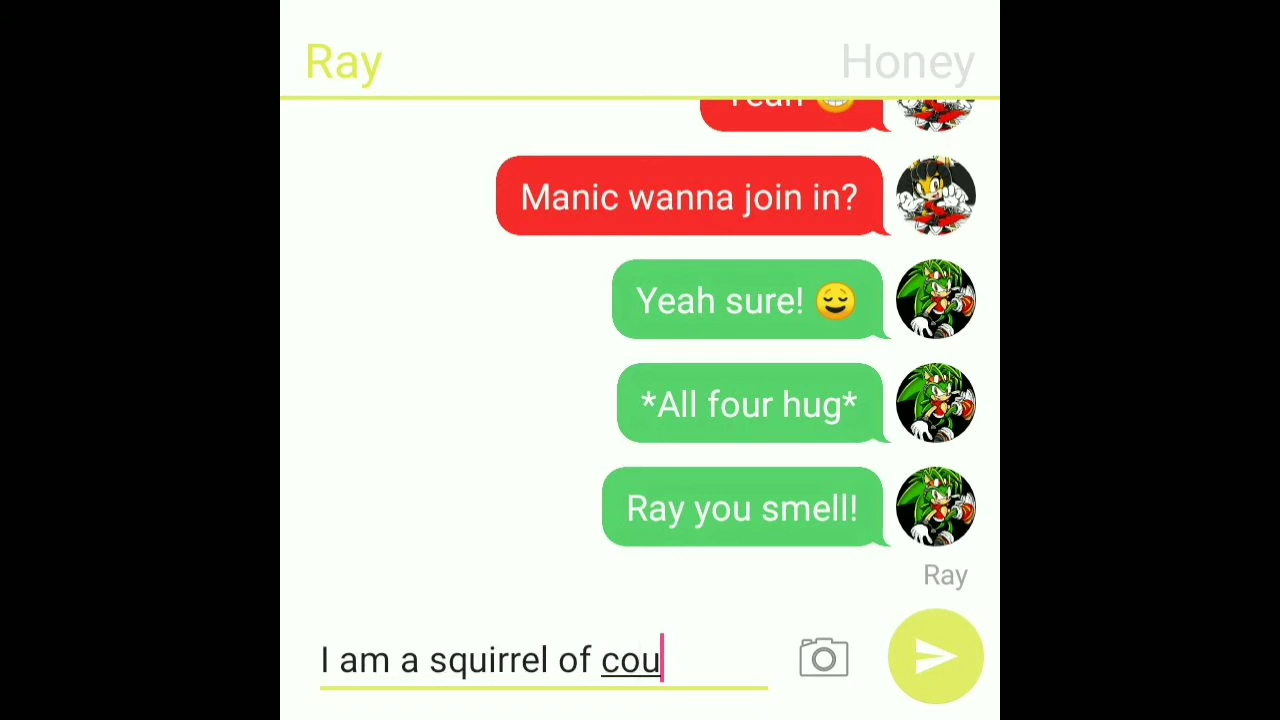 Ray
Honey
Yeah 😁
Manic wanna join in?
Yeah sure! 😌
*All four hug*
Ray you smell!
Ray
I am a squirrel of cou